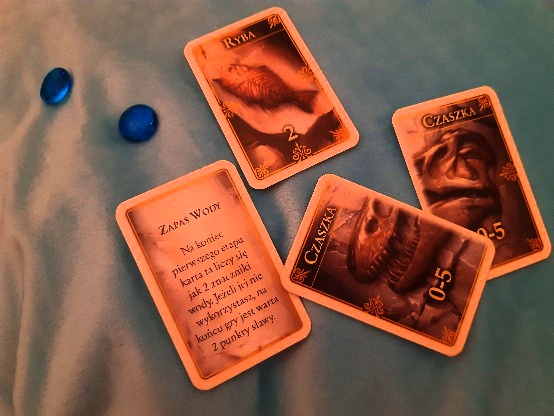 Ryba
2
Czaszka
0-5
Zapas Wody
Na koniec
pierwszego etapu
karta ta liczy się
jak 2 znaczniki
wody. Jeżeli jej nie
wykorzystasz, na
końcu gry jest warta
2 punkty sławy.
Czaszka
0-5